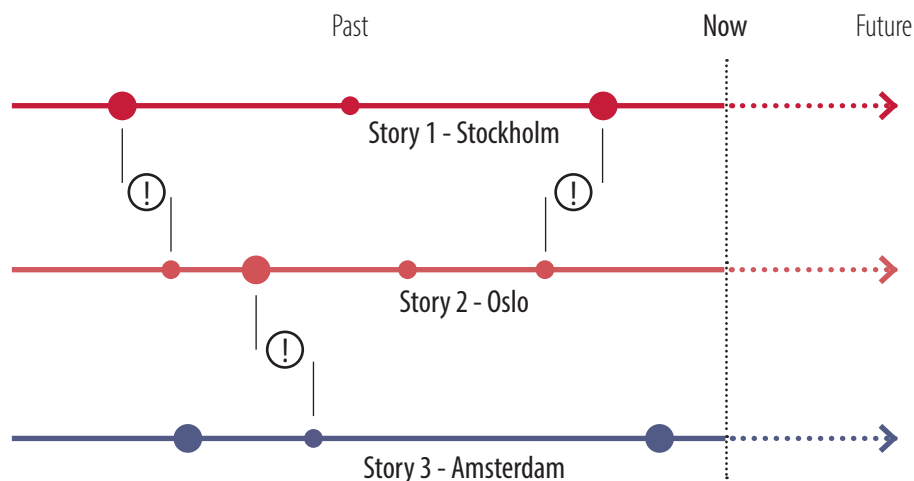 Past Now Future
Story 1 - Stockholm
!
!
Story 2 - Oslo
!
Story 3 - Amsterdam